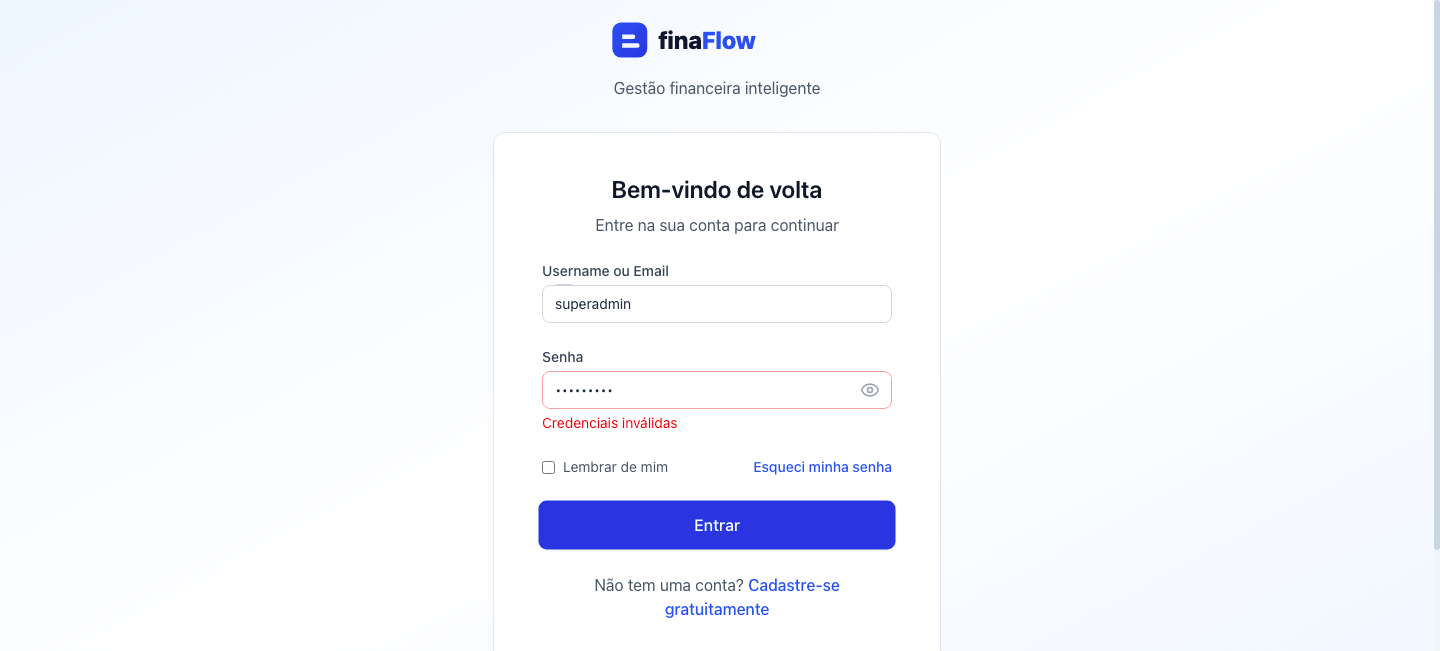 finaFlow
Gestão financeira inteligente
Bem-vindo de volta
Entre na sua conta para continuar
Username ou Email
superadmin
Senha
•••••••••
Credenciais inválidas
Lembrar de mim
Esqueci minha senha
Entrar
Não tem uma conta? Cadastre-se
gratuitamente